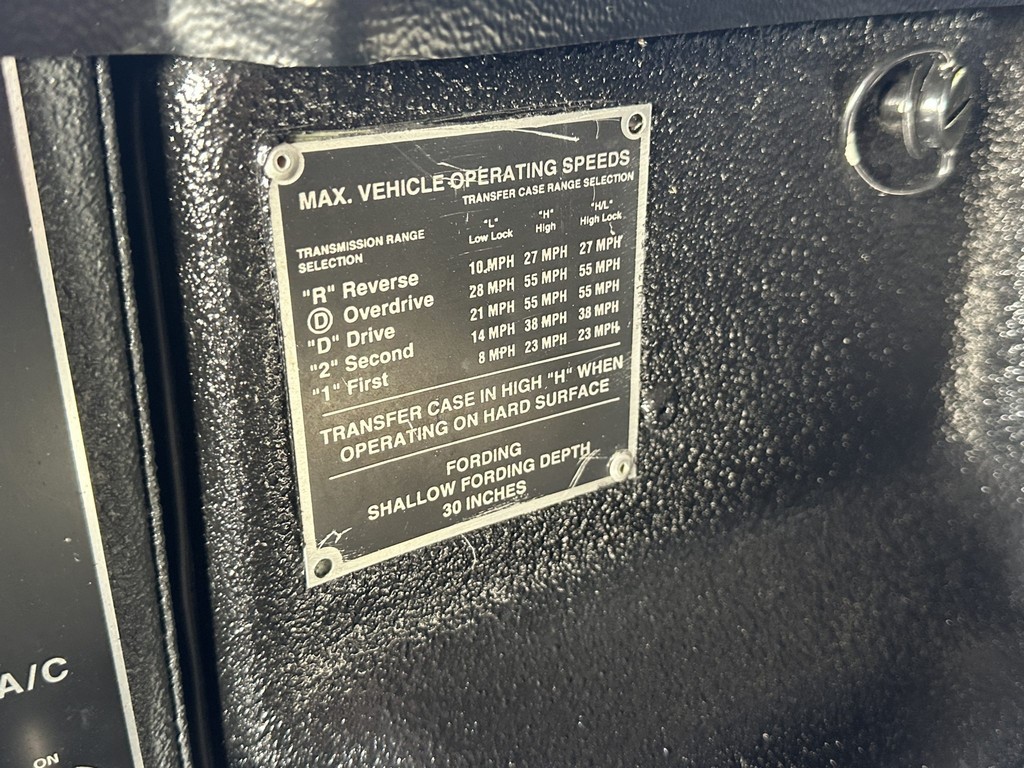 MAX. VEHICLE OPERATING SPEEDS
TRANSFER CASE RANGE SELECTION
TRANSMISSION RANGE SELECTION
"L" Low Lock
"H" High
"H/L" High Lock
"R" Reverse 10 MPH 27 MPH 27 MPH
Ⓓ Overdrive 28 MPH 55 MPH 55 MPH
"D" Drive 21 MPH 55 MPH 55 MPH
"2" Second 14 MPH 38 MPH 38 MPH
"1" First 8 MPH 23 MPH 23 MPH
TRANSFER CASE IN HIGH "H" WHEN
OPERATING ON HARD SURFACE
FORDING
SHALLOW FORDING DEPTH
30 INCHES
A/C
ON